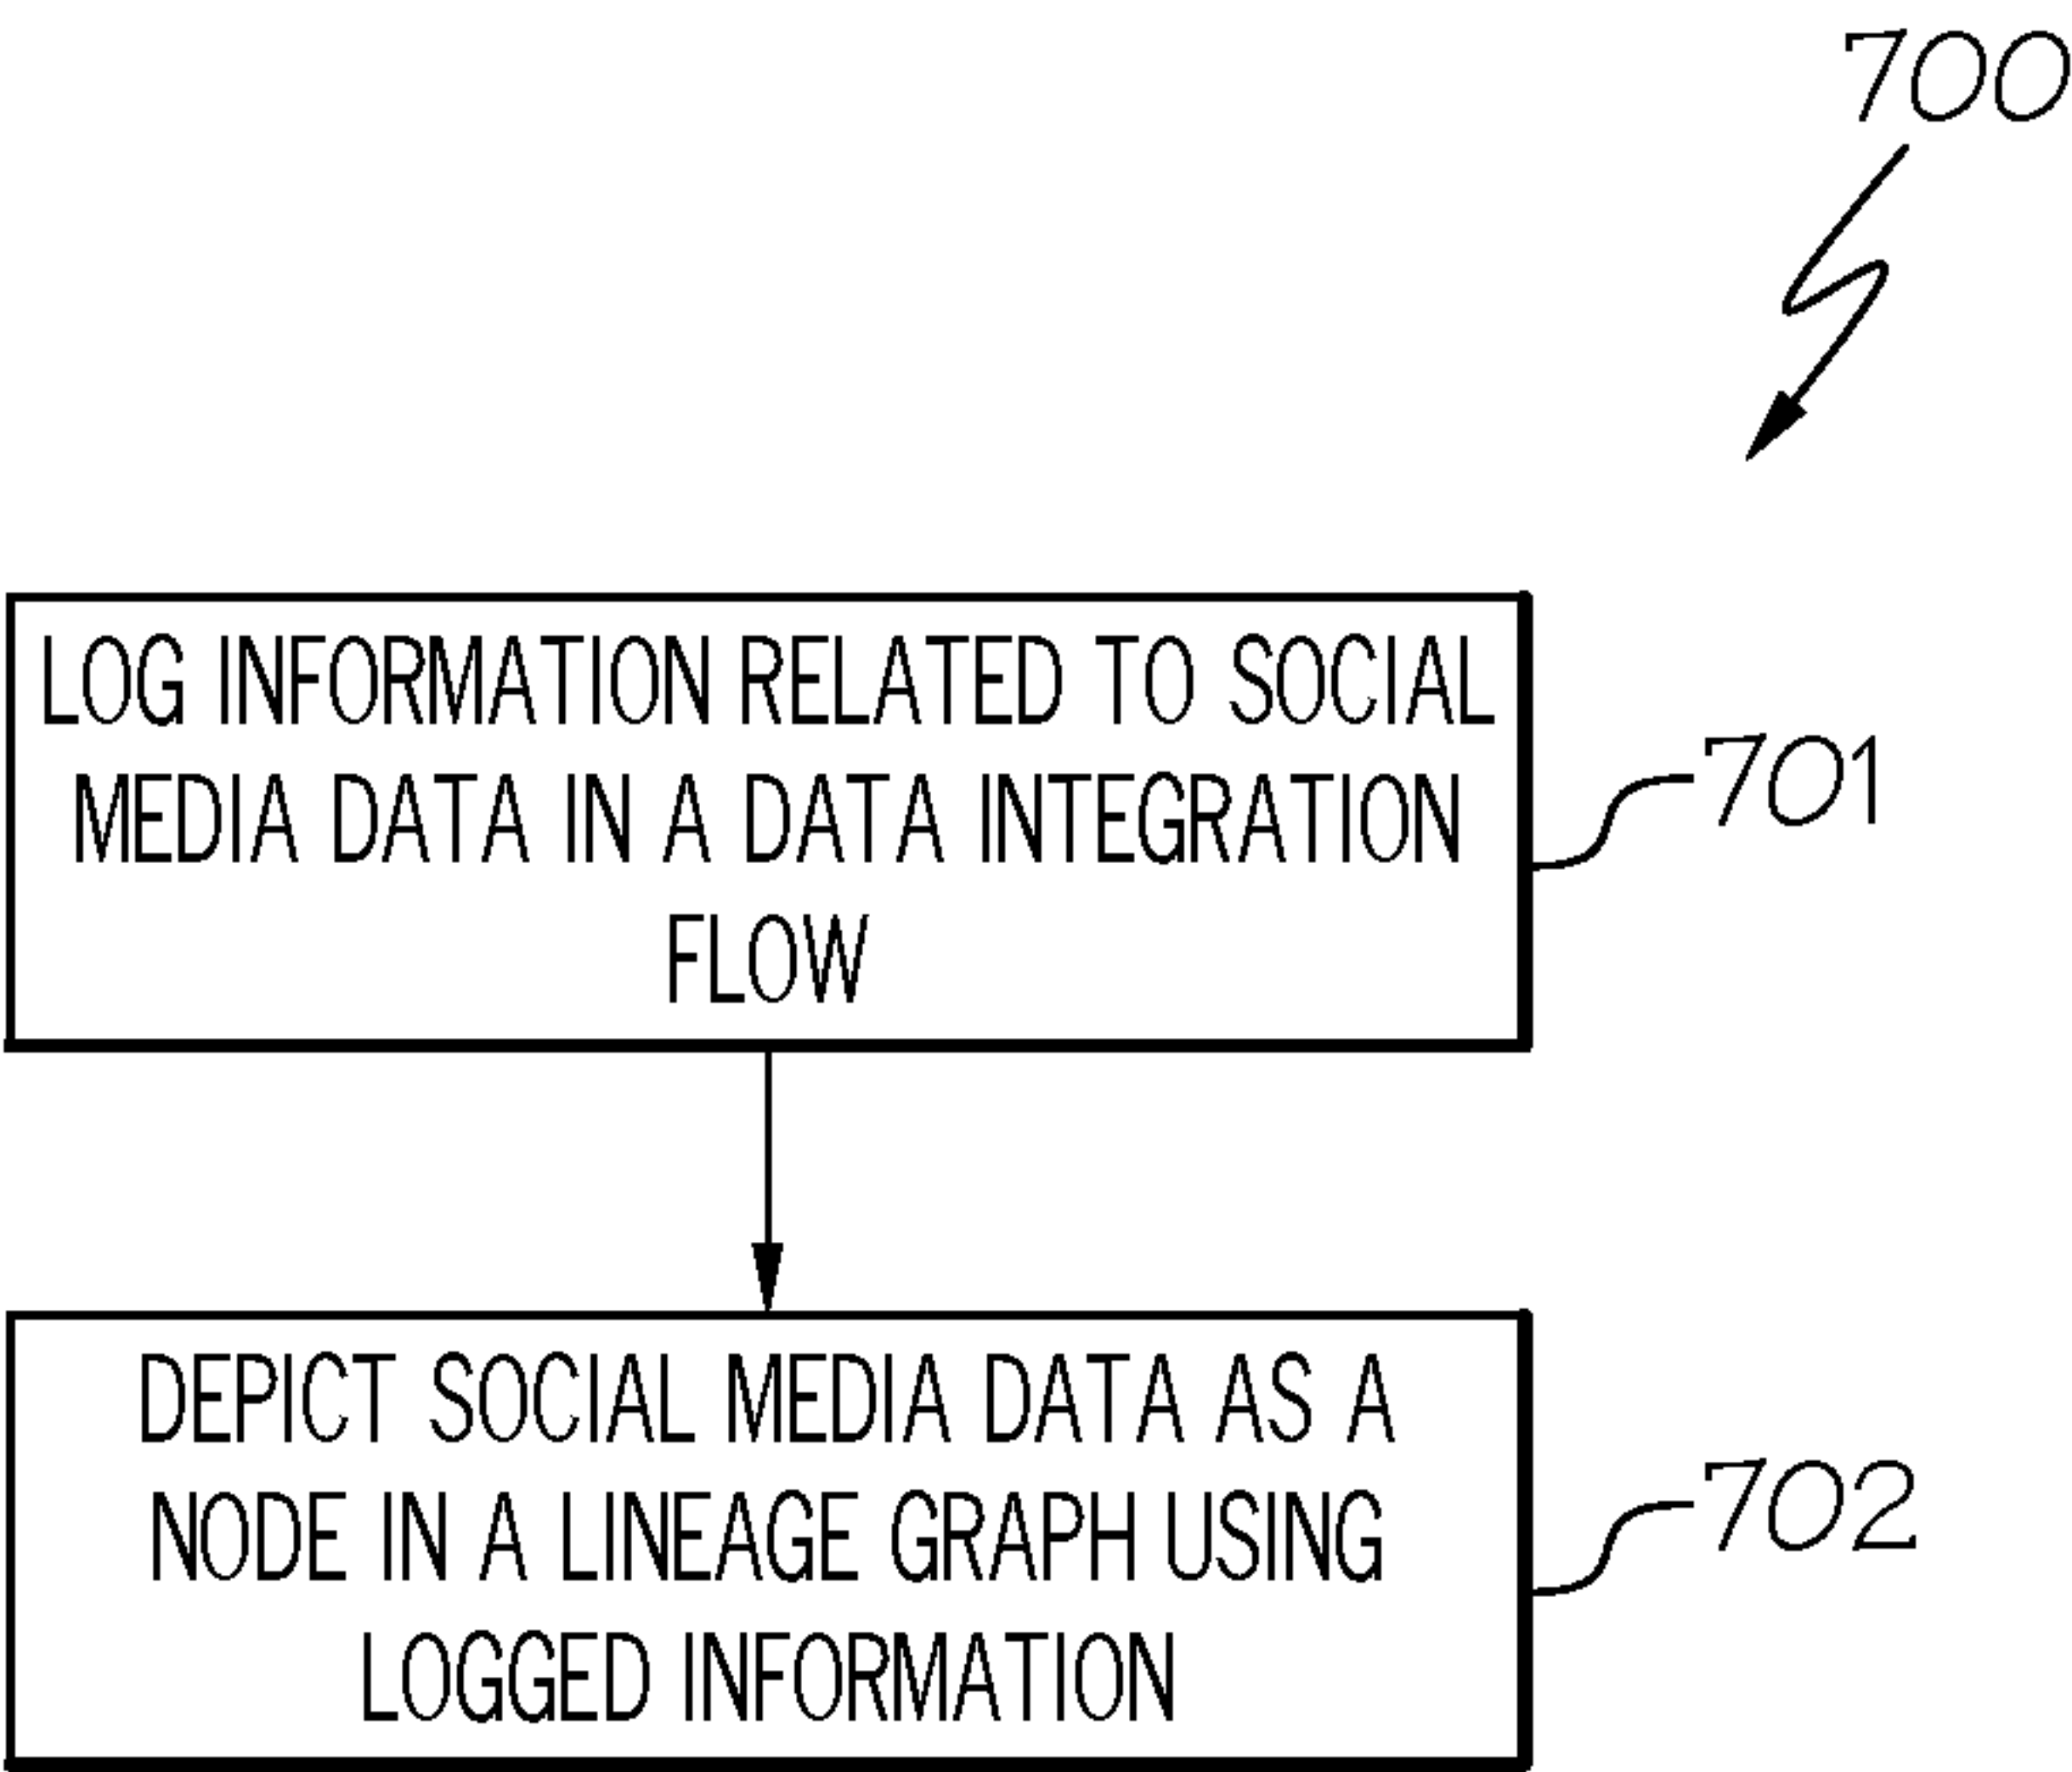 700
LOG INFORMATION RELATED TO SOCIAL
MEDIA DATA IN A DATA INTEGRATION
FLOW
701
DEPICT SOCIAL MEDIA DATA AS A
NODE IN A LINEAGE GRAPH USING
LOGGED INFORMATION
702